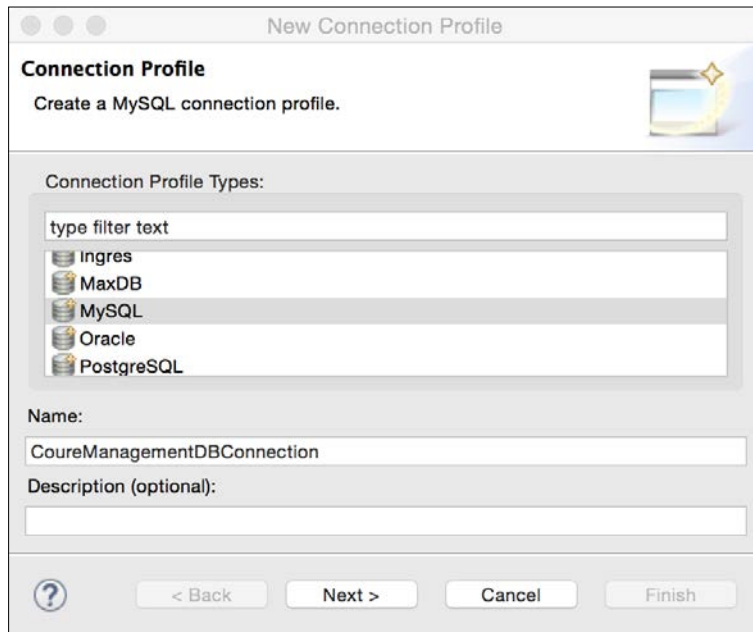 New Connection Profile
Connection Profile
Create a MySQL connection profile.
Connection Profile Types:
type filter text
Ingres
MaxDB
MySQL
Oracle
PostgreSQL
Name:
CoureManagementDBConnection
Description (optional):
?
< Back
Next >
Cancel
Finish